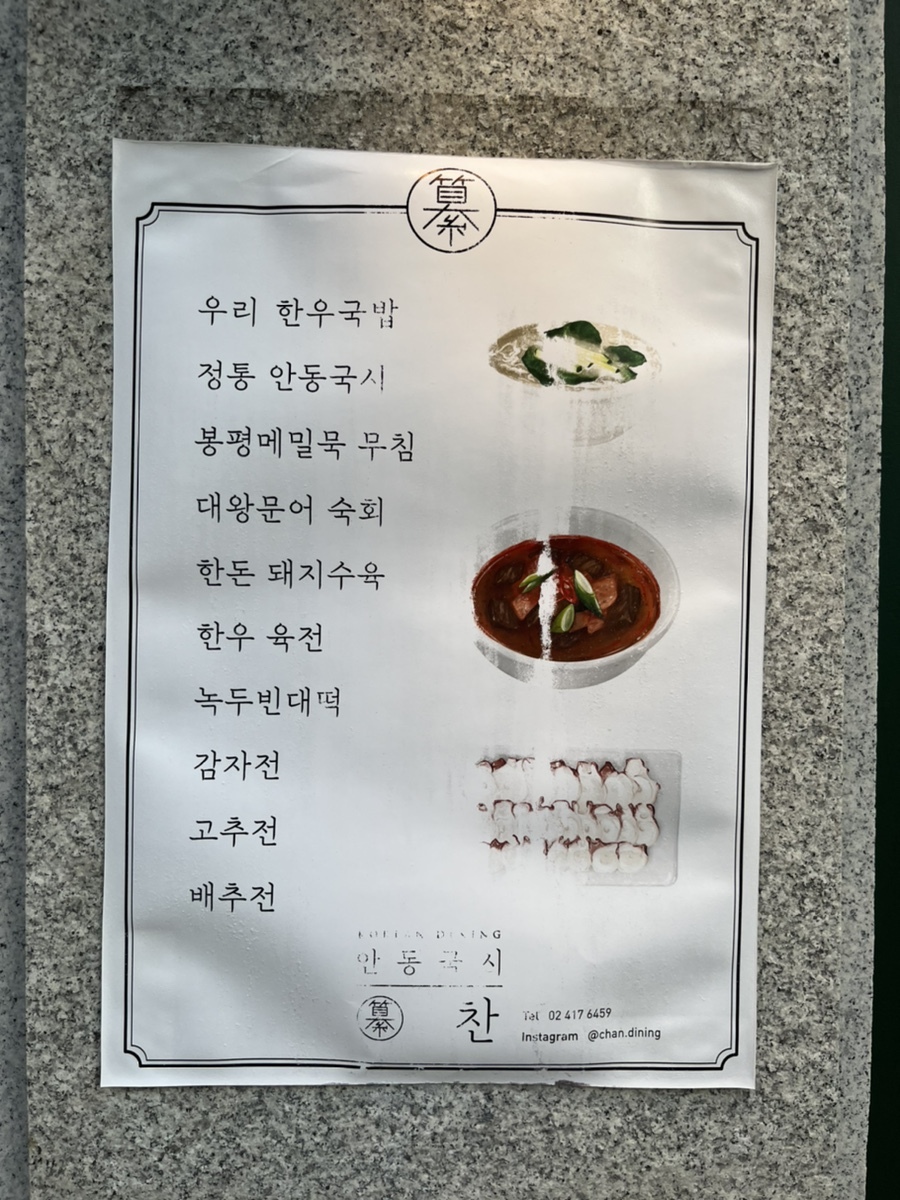 纂
우리 한우국밥
정통 안동국시
봉평메밀묵 무침
대왕문어 숙회
한돈 돼지수육
한우 육전
녹두빈대떡
감자전
고추전
배추전
KOREAN DINING
안동국시
纂 찬
Tel 02 417 6459
Instagram @chan.dining